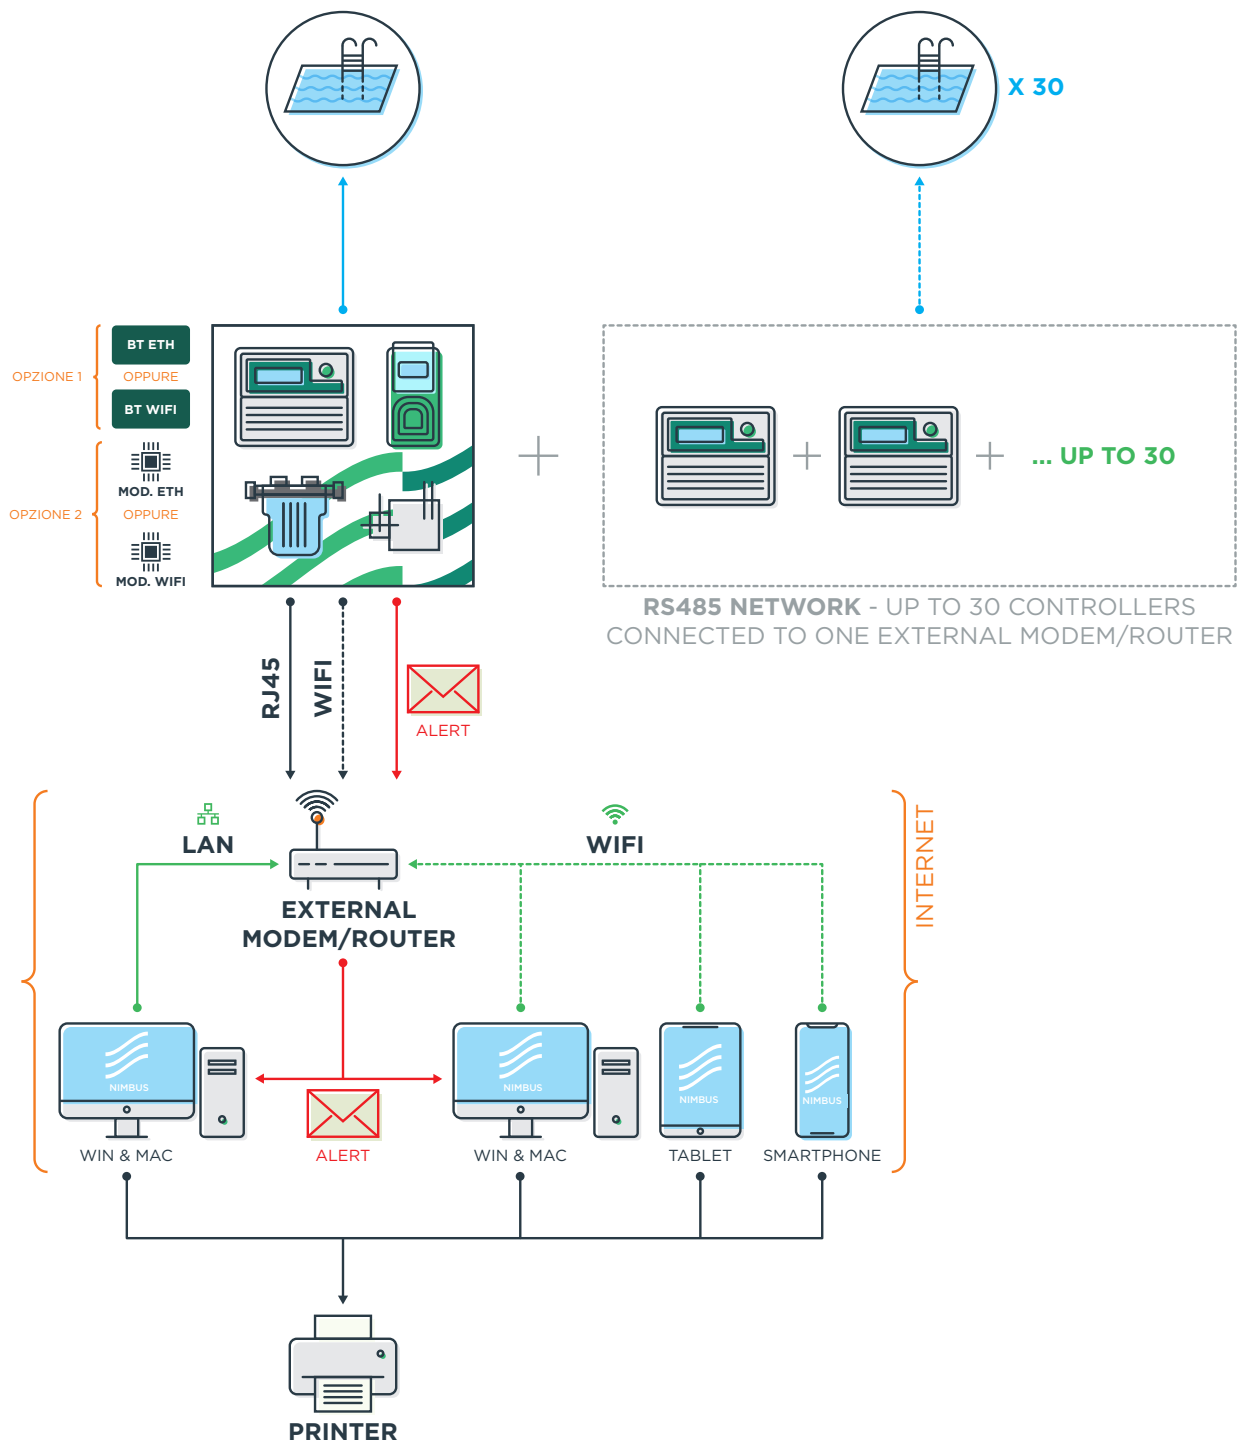 X 30
BT ETH
OPZIONE 1
OPPURE
BT WIFI
MOD. ETH
OPZIONE 2
OPPURE
MOD. WIFI
... UP TO 30
RS485 NETWORK - UP TO 30 CONTROLLERS
CONNECTED TO ONE EXTERNAL MODEM/ROUTER
RJ45
WIFI
ALERT
LAN
WIFI
INTERNET
EXTERNAL
MODEM/ROUTER
NIMBUS
NIMBUS
NIMBUS
NIMBUS
WIN & MAC
ALERT
WIN & MAC
TABLET
SMARTPHONE
PRINTER